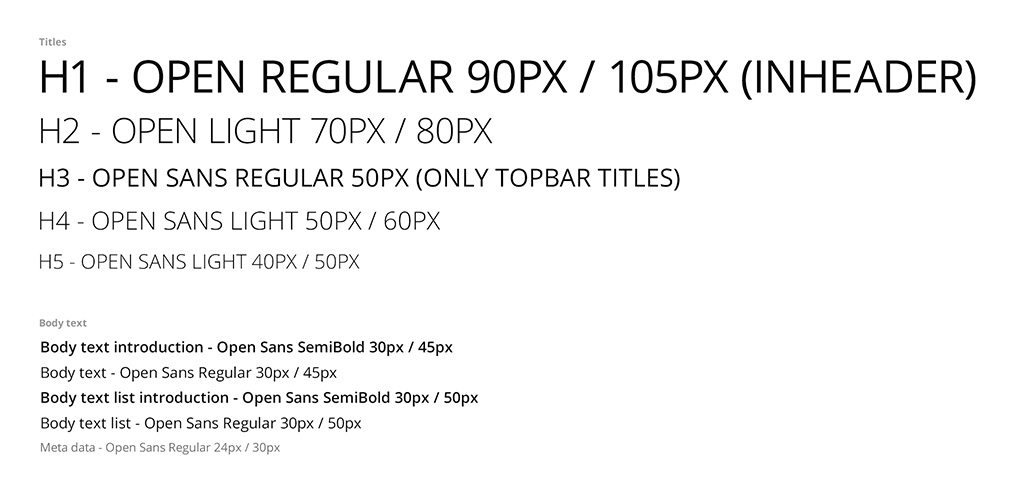 Titles
H1 - OPEN REGULAR 90PX / 105PX (INHEADER)
H2 - OPEN LIGHT 70PX / 80PX
H3 - OPEN SANS REGULAR 50PX (ONLY TOPBAR TITLES)
H4 - OPEN SANS LIGHT 50PX / 60PX
H5 - OPEN SANS LIGHT 40PX / 50PX
Body text
Body text introduction - Open Sans SemiBold 30px / 45px
Body text - Open Sans Regular 30px / 45px
Body text list introduction - Open Sans SemiBold 30px / 50px
Body text list - Open Sans Regular 30px / 50px
Meta data - Open Sans Regular 24px / 30px